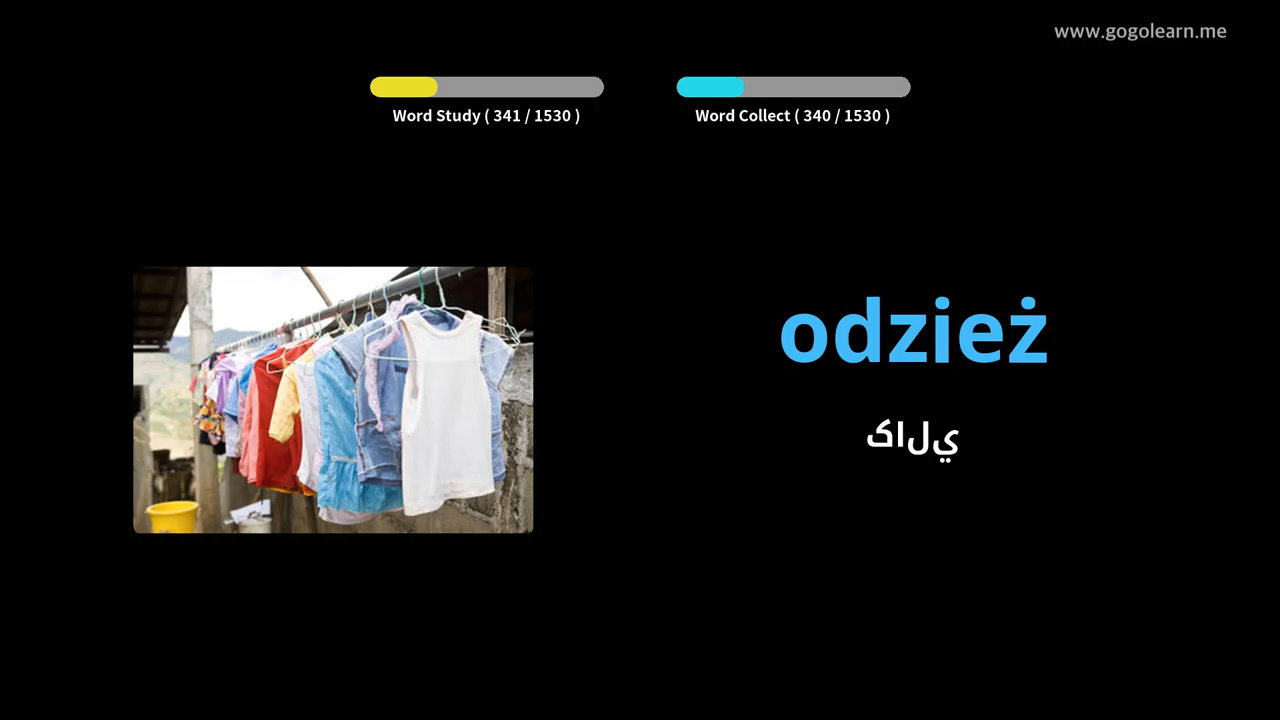 www.gogolearn.me
Word Study ( 341 / 1530 )
Word Collect ( 340 / 1530 )
odzież
کالي